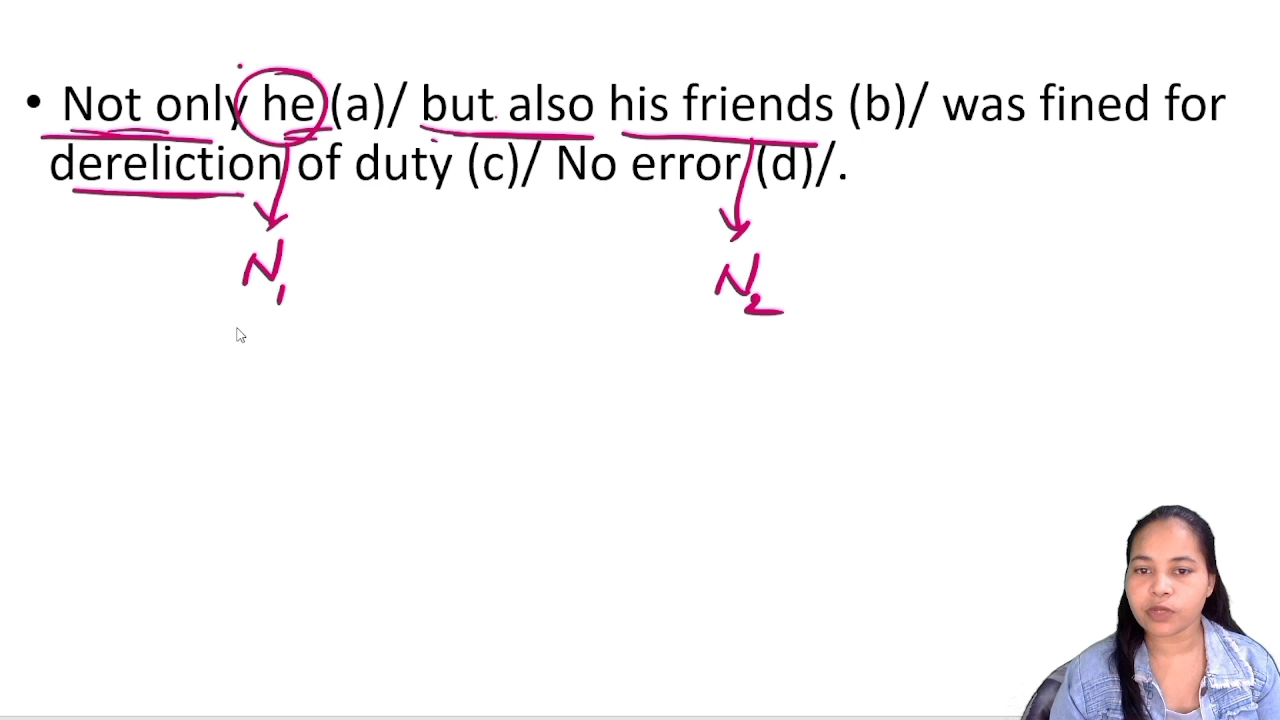 • Not only he (a)/ but also his friends (b)/ was fined for
dereliction of duty (c)/ No error (d)/.
N1 N2